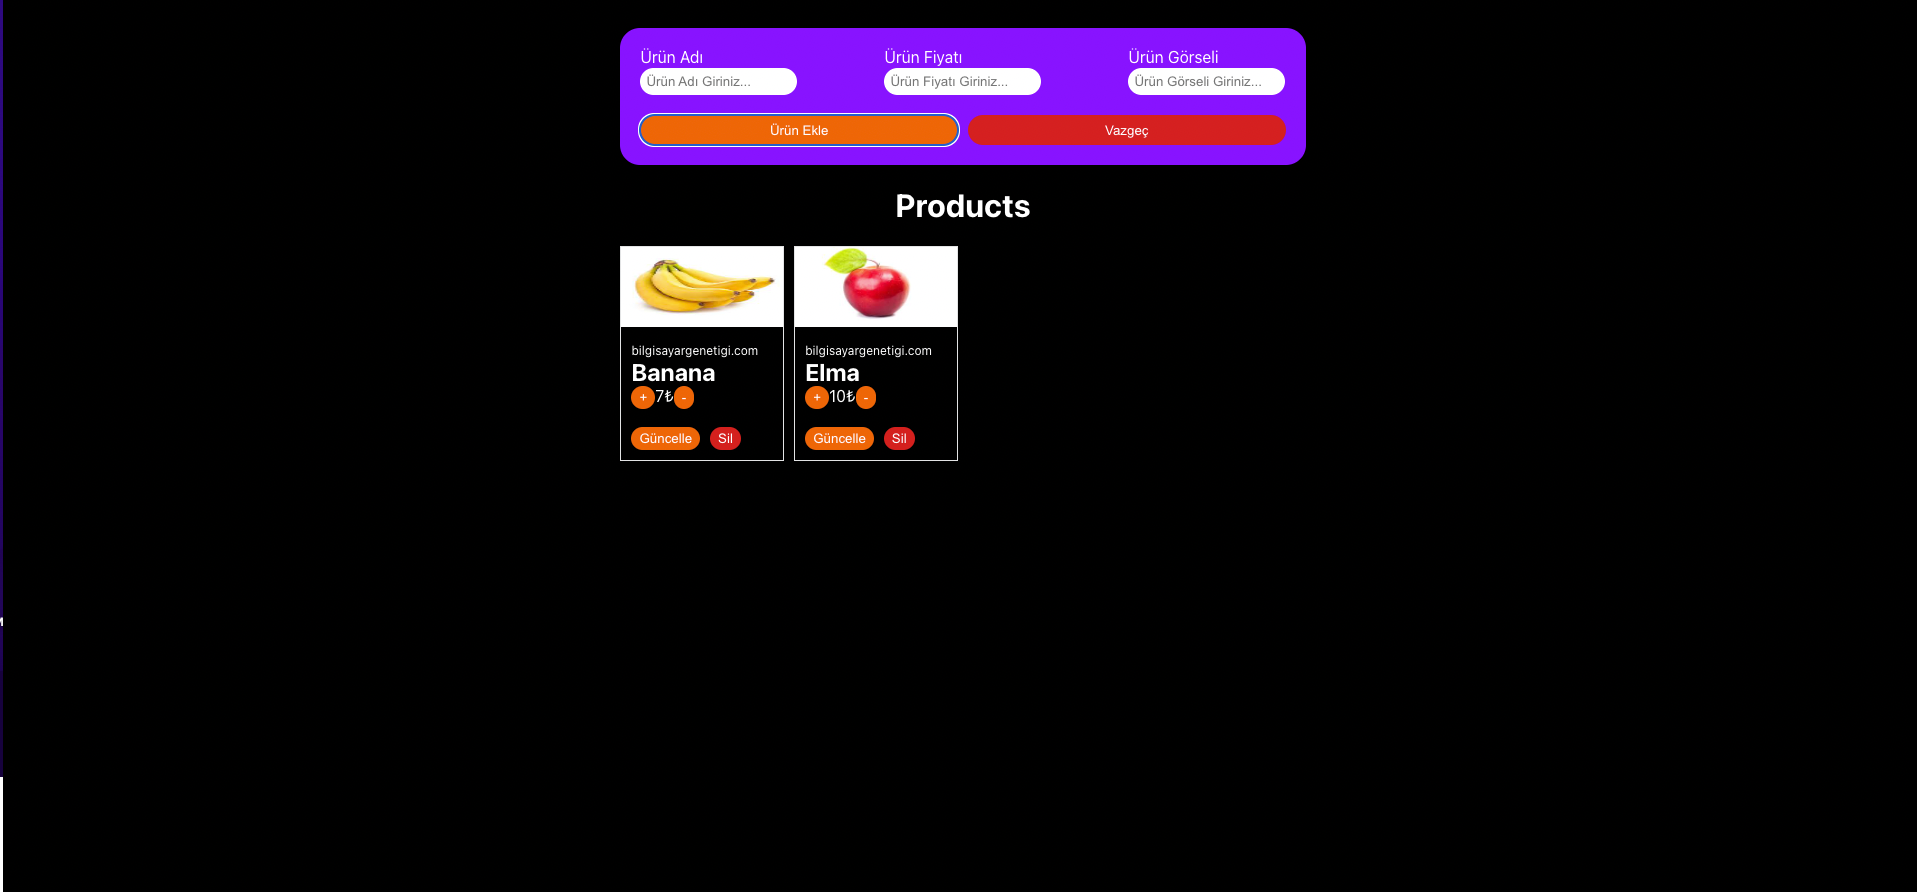 Ürün Adı
Ürün Fiyatı
Ürün Görseli
Ürün Adı Giriniz...
Ürün Fiyatı Giriniz...
Ürün Görseli Giriniz...
Ürün Ekle
Vazgeç
Products
bilgisayargenetigi.com
Banana
+ 7₺ -
Güncelle Sil
bilgisayargenetigi.com
Elma
+ 10₺ -
Güncelle Sil